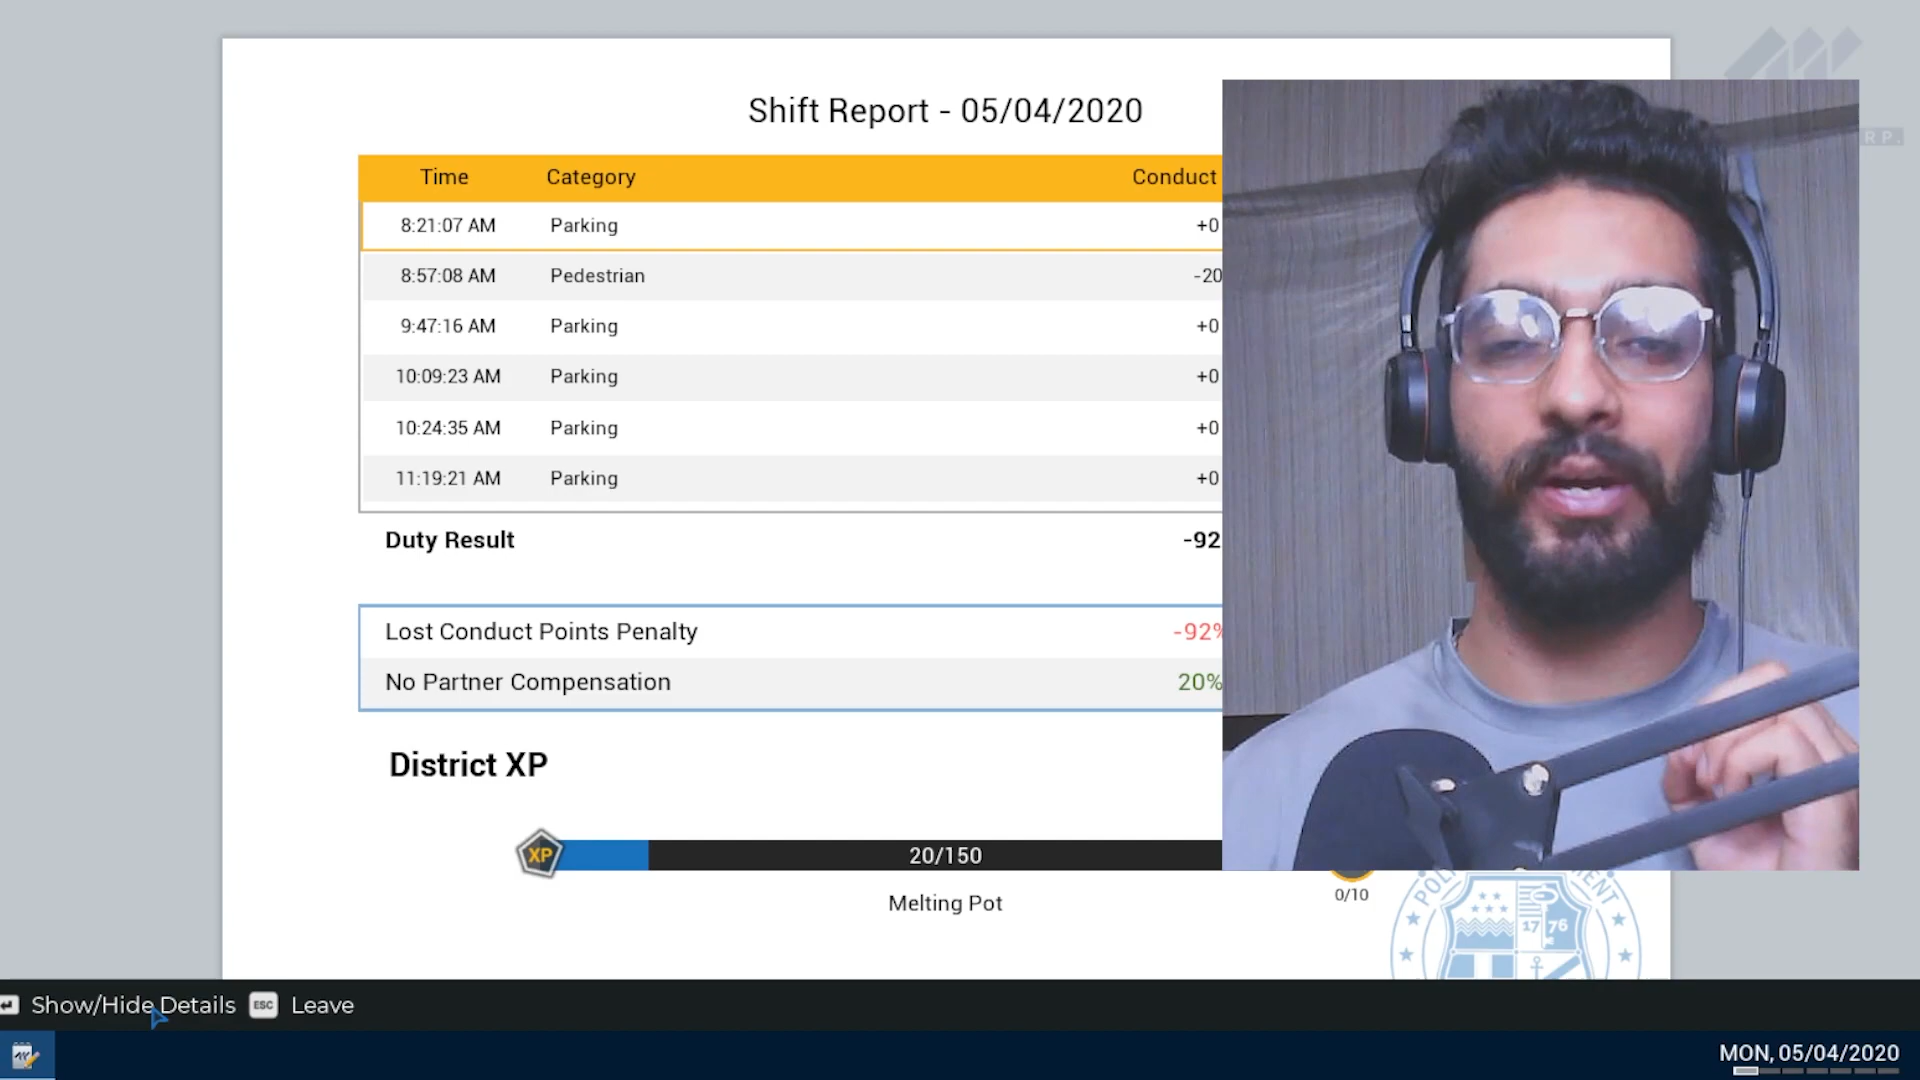 Shift Report - 05/04/2020
Time Category Conduct
8:21:07 AM Parking +0
8:57:08 AM Pedestrian -20
9:47:16 AM Parking +0
10:09:23 AM Parking +0
10:24:35 AM Parking +0
11:19:21 AM Parking +0
Duty Result -92
Lost Conduct Points Penalty -92%
No Partner Compensation 20%
District XP
XP 20/150
0/10
Melting Pot
17 76
ESC Show/Hide Details Leave
MON, 05/04/2020
RP.